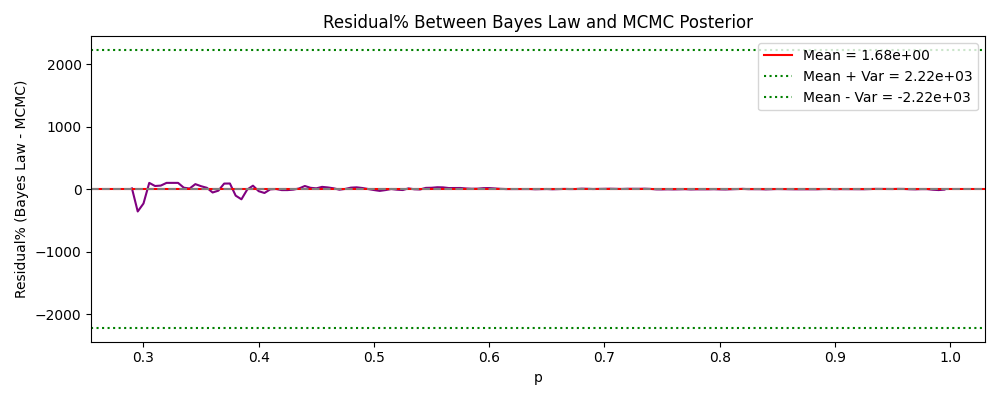 Residual% Between Bayes Law and MCMC Posterior
Residual% (Bayes Law - MCMC)
2000
1000
0
−1000
−2000
Mean = 1.68e+00
Mean + Var = 2.22e+03
Mean - Var = -2.22e+03
0.3 0.4 0.5 0.6 0.7 0.8 0.9 1.0
p